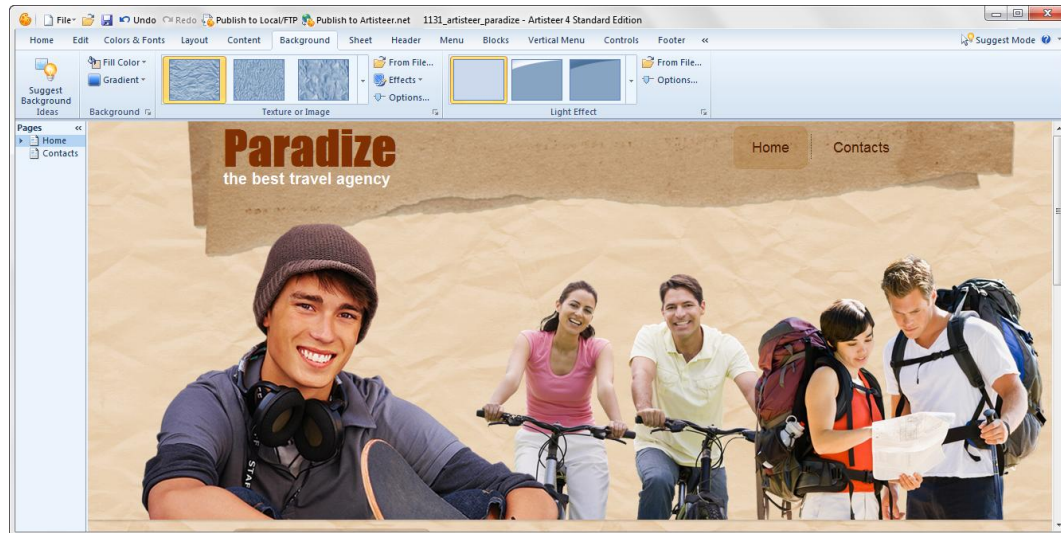 File Undo Redo Publish to Local/FTP Publish to Artisteer.net 1131_artisteer_paradize - Artisteer 4 Standard Edition
Home Edit Colors & Fonts Layout Content Background Sheet Header Menu Blocks Vertical Menu Controls Footer « Suggest Mode
Suggest
Background
Ideas
Fill Color
Gradient
Background
From File...
Effects
Options...
Texture or Image
From File...
Options...
Light Effect
Pages «
Home
Contacts
Paradize
the best travel agency
Home Contacts